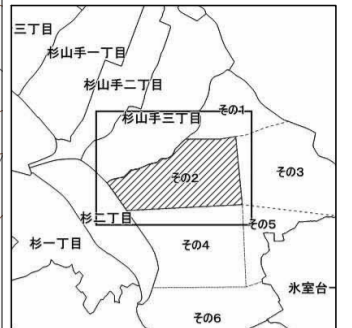 三丁目
杉山手一丁目
杉山手二丁目
杉山手三丁目
その1
その2
その3
杉二丁目
その5
杉一丁目
その4
氷室台一
その6